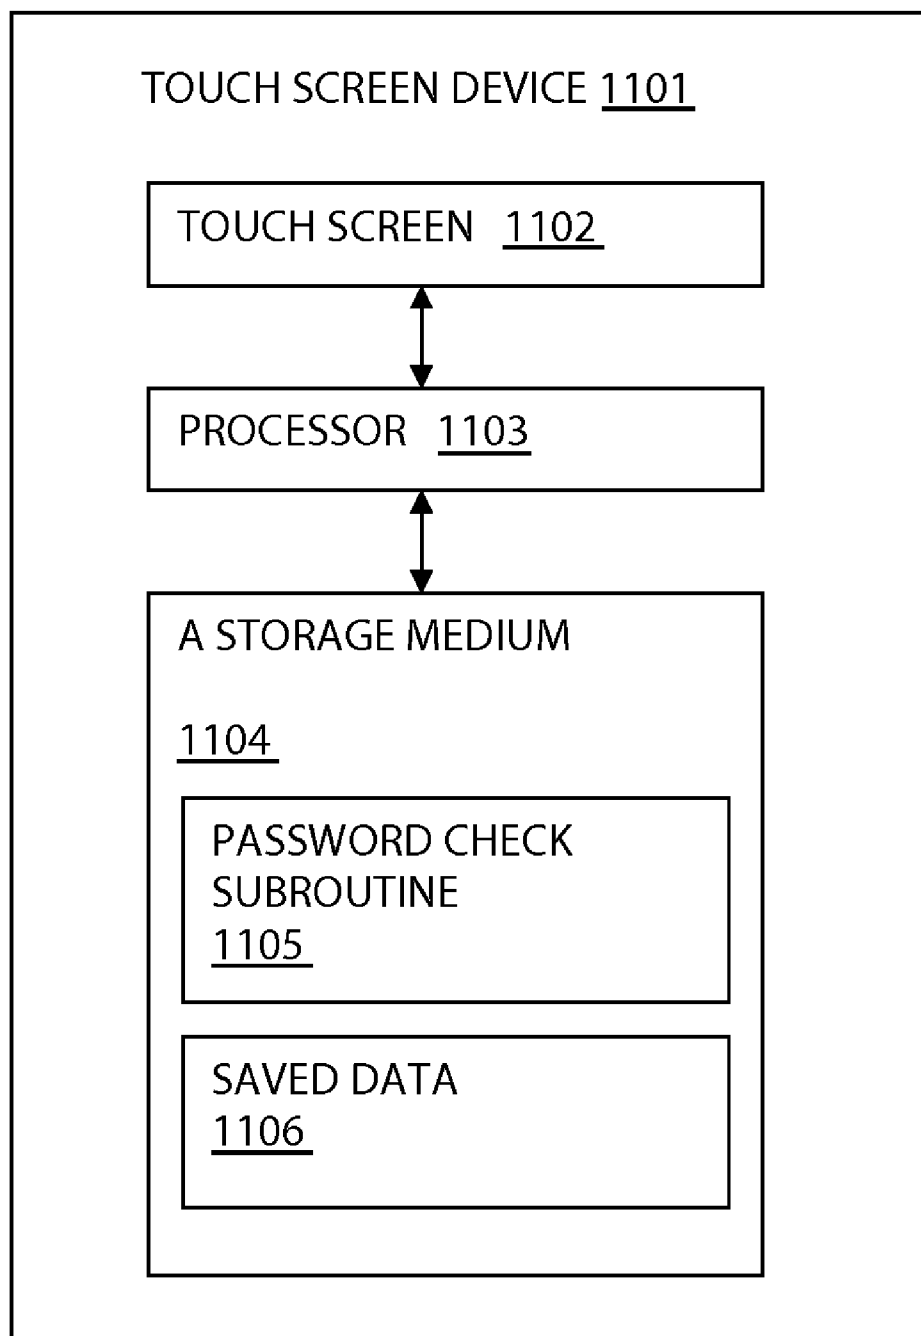 TOUCH SCREEN DEVICE 1101
TOUCH SCREEN 1102
PROCESSOR 1103
A STORAGE MEDIUM
1104
PASSWORD CHECK
SUBROUTINE
1105
SAVED DATA
1106